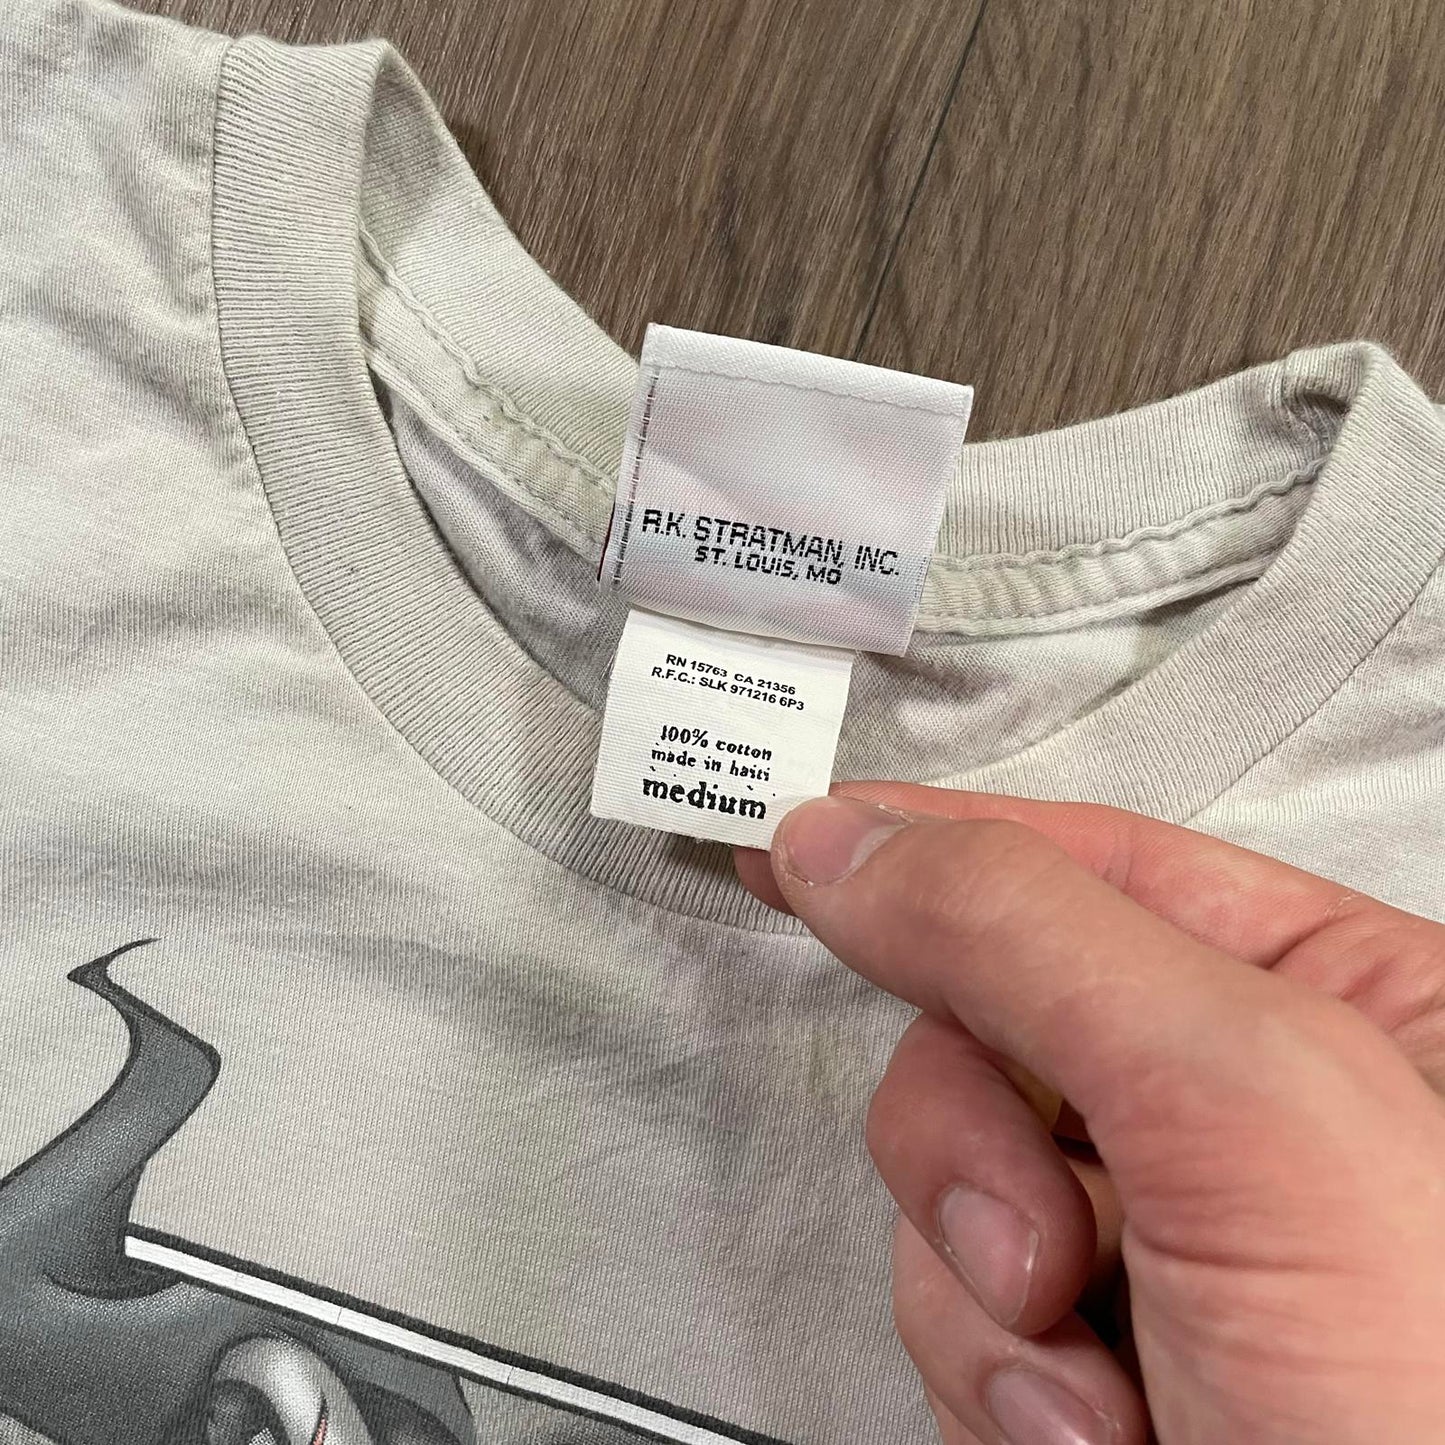 R.K. STRATMAN, INC.
ST. LOUIS, MO
RN 15763 CA 21356
R.F.C.: SLK 971216 6P3
100% cotton
made in haiti
medium